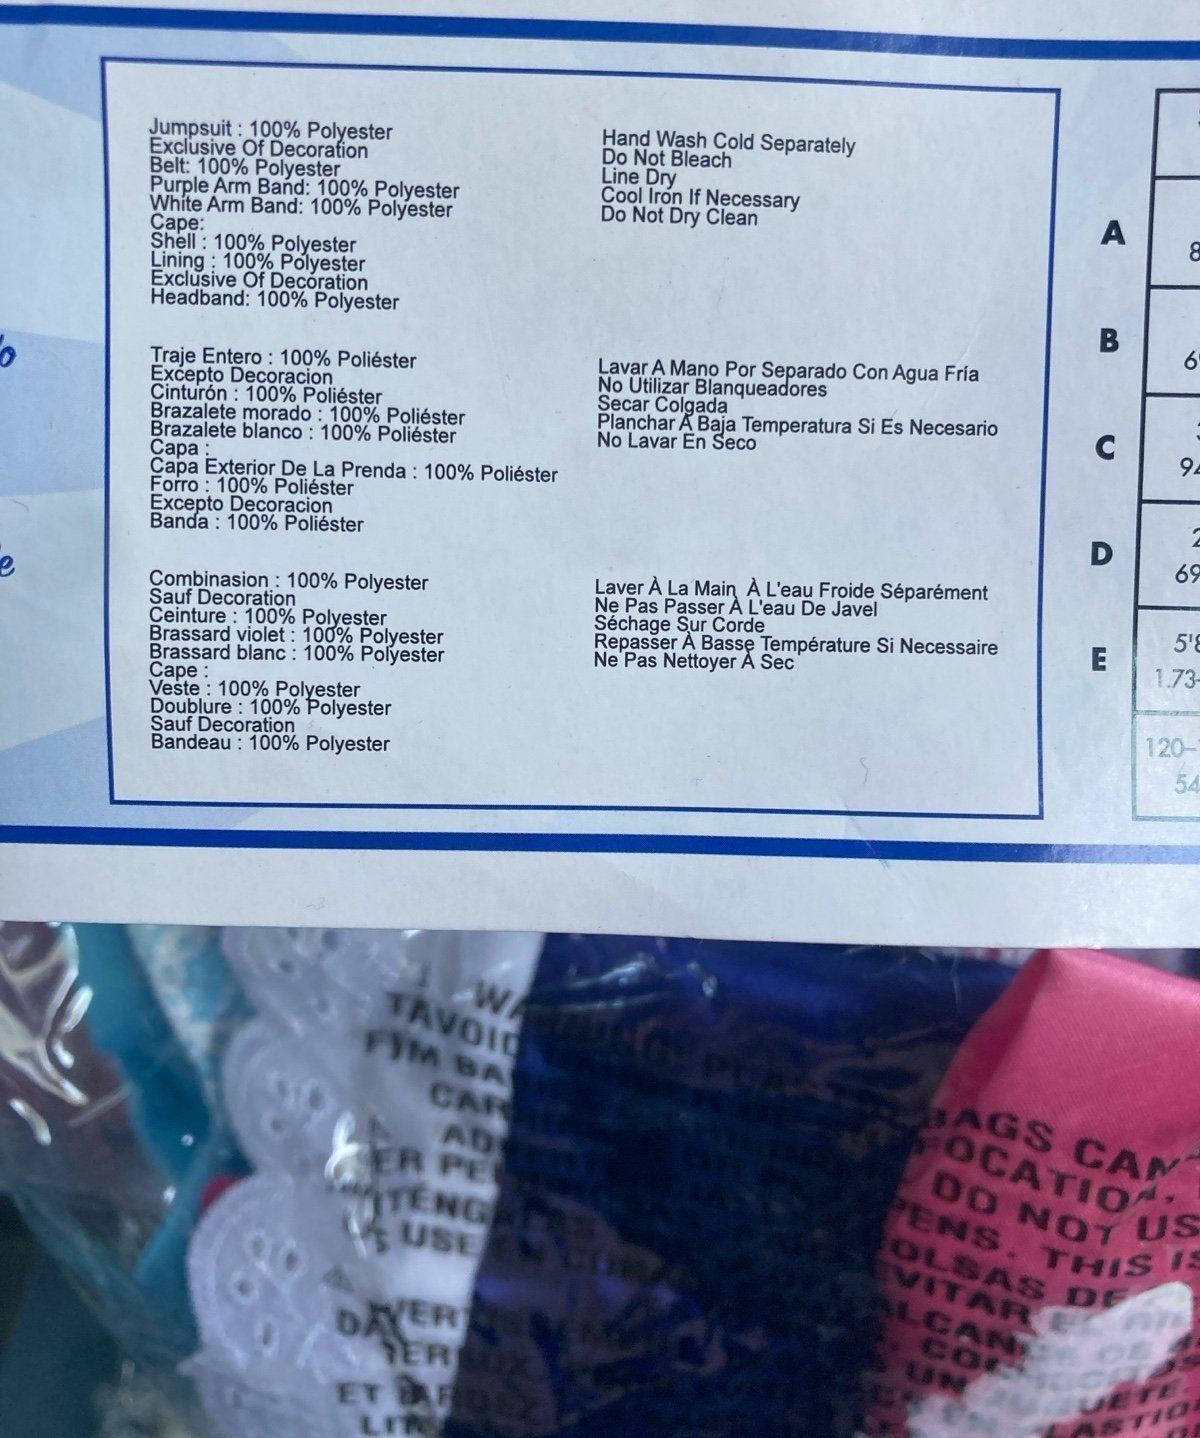 Jumpsuit : 100% Polyester
Exclusive Of Decoration
Belt: 100% Polyester
Purple Arm Band: 100% Polyester
White Arm Band: 100% Polyester
Cape:
Shell : 100% Polyester
Lining : 100% Polyester
Exclusive Of Decoration
Headband: 100% Polyester
Hand Wash Cold Separately
Do Not Bleach
Line Dry
Cool Iron If Necessary
Do Not Dry Clean
Traje Entero : 100% Poliéster
Excepto Decoracion
Cinturón : 100% Poliéster
Brazalete morado : 100% Poliéster
Brazalete blanco : 100% Poliéster
Capa :
Capa Exterior De La Prenda : 100% Poliéster
Forro : 100% Poliéster
Excepto Decoracion
Banda : 100% Poliéster
Lavar A Mano Por Separado Con Agua Fría
No Utilizar Blanqueadores
Secar Colgada
Planchar A Baja Temperatura Si Es Necesario
No Lavar En Seco
Combinasion : 100% Polyester
Sauf Decoration
Ceinture : 100% Polyester
Brassard violet : 100% Polyester
Brassard blanc : 100% Polyester
Cape :
Veste : 100% Polyester
Doublure : 100% Polyester
Sauf Decoration
Bandeau : 100% Polyester
Laver À La Main À L'eau Froide Séparément
Ne Pas Passer À L'eau De Javel
Séchage Sur Corde
Repasser À Basse Température Si Necessaire
Ne Pas Nettoyer À Sec
A
B
C
D
E
5'8
1.73-
120-
54
WARNING: PLASTIC BAGS CAN
DO NOT US
THIS IS